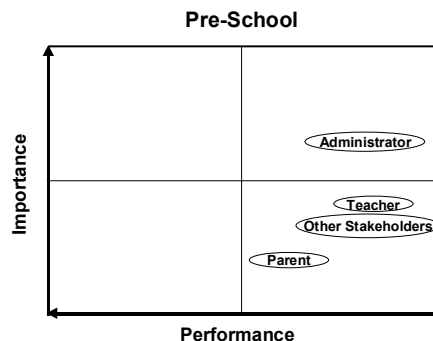 Pre-School
Importance
Administrator
Teacher
Other Stakeholders
Parent
Performance